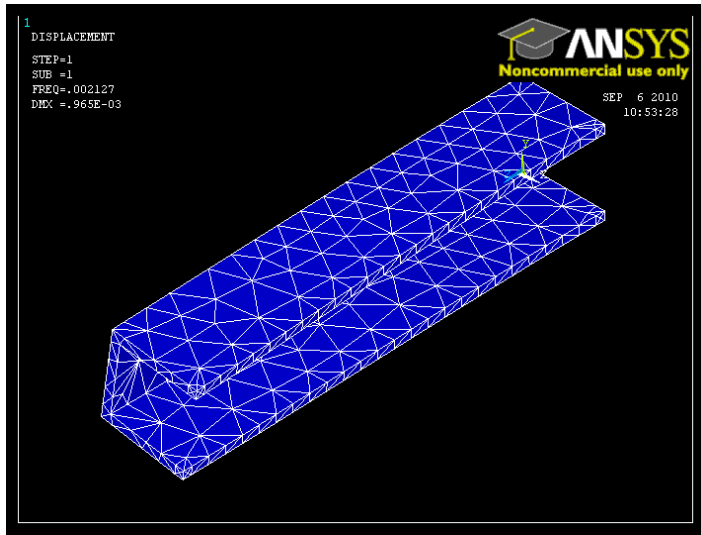 1
DISPLACEMENT
STEP=1
SUB =1
FREQ=.002127
DMX =.965E-03
ANSYS
Noncommercial use only
SEP  6 2010
10:53:28
Y
X